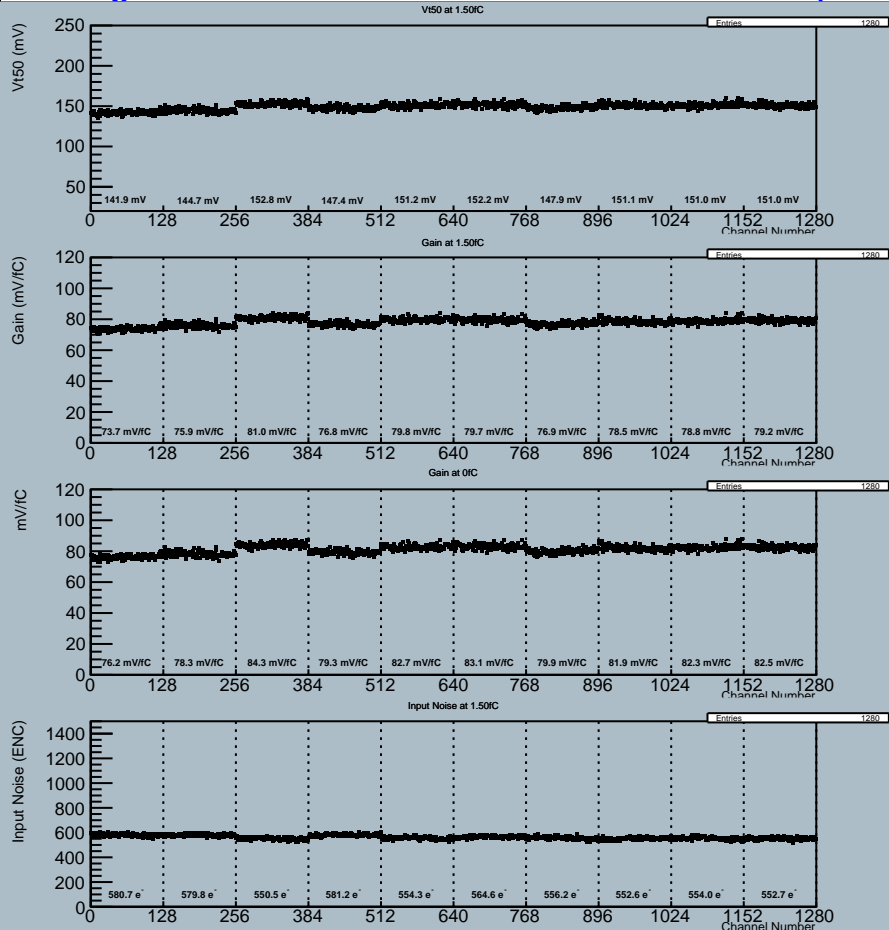 Vt50 at 1.50fC
Entries 1280
Vt50 (mV)
250
200
150
100
50
141.9 mV 144.7 mV 152.8 mV 147.4 mV 151.2 mV 152.2 mV 147.9 mV 151.1 mV 151.0 mV 151.0 mV
0 128 256 384 512 640 768 896 1024 1152 1280
Channel Number
Gain at 1.50fC
Entries 1280
Gain (mV/fC)
120
100
80
60
40
20
0
73.7 mV/fC 75.9 mV/fC 81.0 mV/fC 76.8 mV/fC 79.8 mV/fC 79.7 mV/fC 76.9 mV/fC 78.5 mV/fC 78.8 mV/fC 79.2 mV/fC
0 128 256 384 512 640 768 896 1024 1152 1280
Channel Number
Gain at 0fC
Entries 1280
mV/fC
120
100
80
60
40
20
0
76.2 mV/fC 78.3 mV/fC 84.3 mV/fC 79.3 mV/fC 82.7 mV/fC 83.1 mV/fC 79.9 mV/fC 81.9 mV/fC 82.3 mV/fC 82.5 mV/fC
0 128 256 384 512 640 768 896 1024 1152 1280
Channel Number
Input Noise at 1.50fC
Entries 1280
Input Noise (ENC)
1400
1200
1000
800
600
400
200
0
580.7 e⁻ 579.8 e⁻ 550.5 e⁻ 581.2 e⁻ 554.3 e⁻ 564.6 e⁻ 556.2 e⁻ 552.6 e⁻ 554.0 e⁻ 552.7 e⁻
0 128 256 384 512 640 768 896 1024 1152 1280
Channel Number